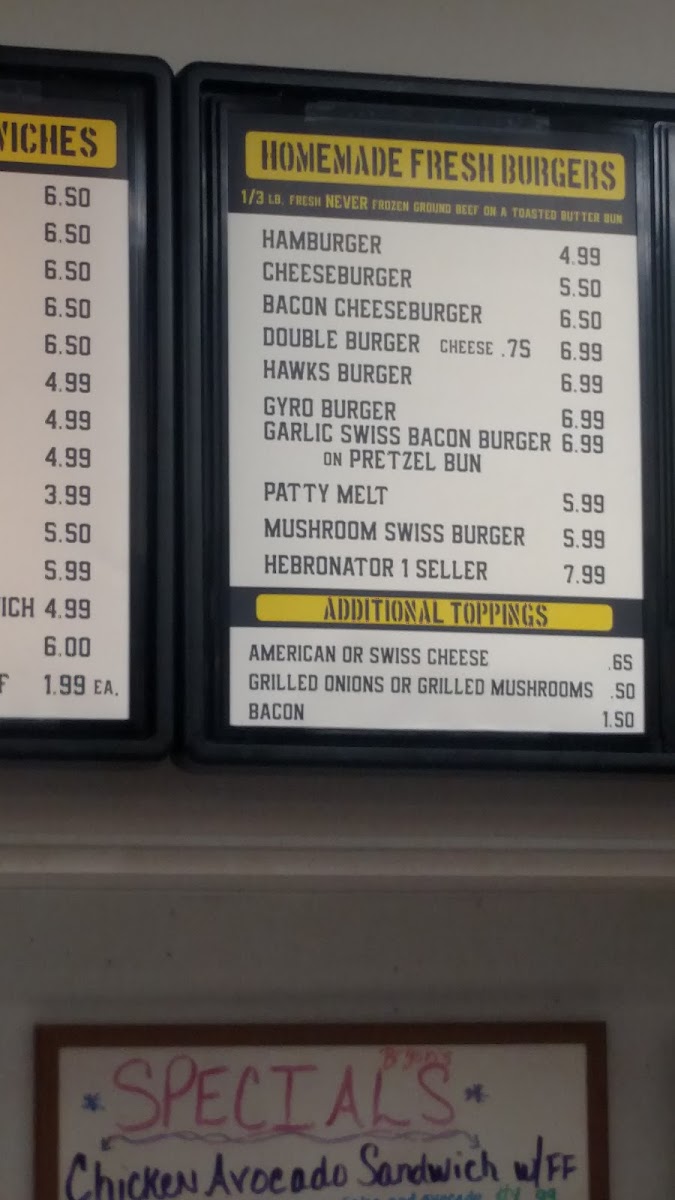 WICHES
6.50
6.50
6.50
6.50
6.50
4.99
4.99
4.99
3.99
5.50
5.99
ICH 4.99
6.00
F 1.99 EA.
HOMEMADE FRESH BURGERS
1/3 LB. FRESH NEVER FROZEN GROUND BEEF ON A TOASTED BUTTER BUN
HAMBURGER 4.99
CHEESEBURGER 5.50
BACON CHEESEBURGER 6.50
DOUBLE BURGER CHEESE .75 6.99
HAWKS BURGER 6.99
GYRO BURGER 6.99
GARLIC SWISS BACON BURGER 6.99
ON PRETZEL BUN
PATTY MELT 5.99
MUSHROOM SWISS BURGER 5.99
HEBRONATOR 1 SELLER 7.99
ADDITIONAL TOPPINGS
AMERICAN OR SWISS CHEESE .65
GRILLED ONIONS OR GRILLED MUSHROOMS .50
BACON 1.50
SPECIALS
Chicken Avocado Sandwich w/FF